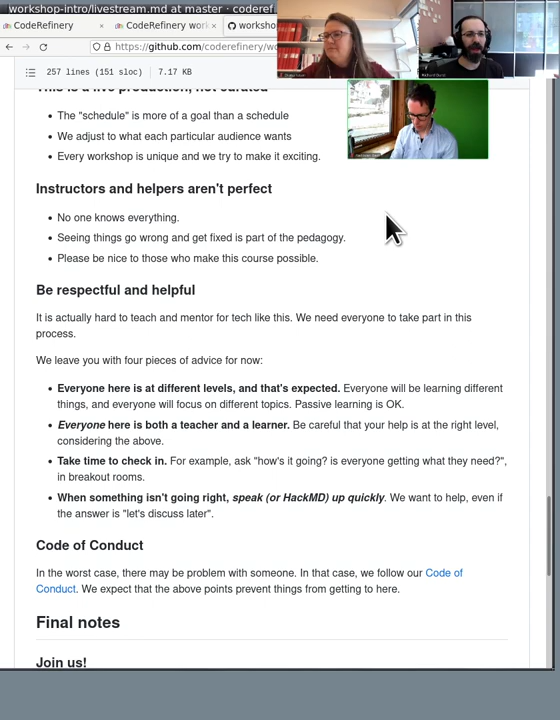 workshop-intro/livestream.md at master · coderef
CodeRefinery ×
CodeRefinery work ×
worksho
https://github.com/coderefinery/wo
257 lines (151 sloc) 7.17 KB
This is a live production, not curated
The "schedule" is more of a goal than a schedule
We adjust to what each particular audience wants
Every workshop is unique and we try to make it exciting.
Instructors and helpers aren't perfect
No one knows everything.
Seeing things go wrong and get fixed is part of the pedagogy.
Please be nice to those who make this course possible.
Be respectful and helpful
It is actually hard to teach and mentor for tech like this. We need everyone to take part in this
process.
We leave you with four pieces of advice for now:
Everyone here is at different levels, and that's expected. Everyone will be learning different
things, and everyone will focus on different topics. Passive learning is OK.
Everyone here is both a teacher and a learner. Be careful that your help is at the right level,
considering the above.
Take time to check in. For example, ask "how's it going? is everyone getting what they need?",
in breakout rooms.
When something isn't going right, speak (or HackMD) up quickly. We want to help, even if
the answer is "let's discuss later".
Code of Conduct
In the worst case, there may be problem with someone. In that case, we follow our Code of
Conduct. We expect that the above points prevent things from getting to here.
Final notes
Join us!